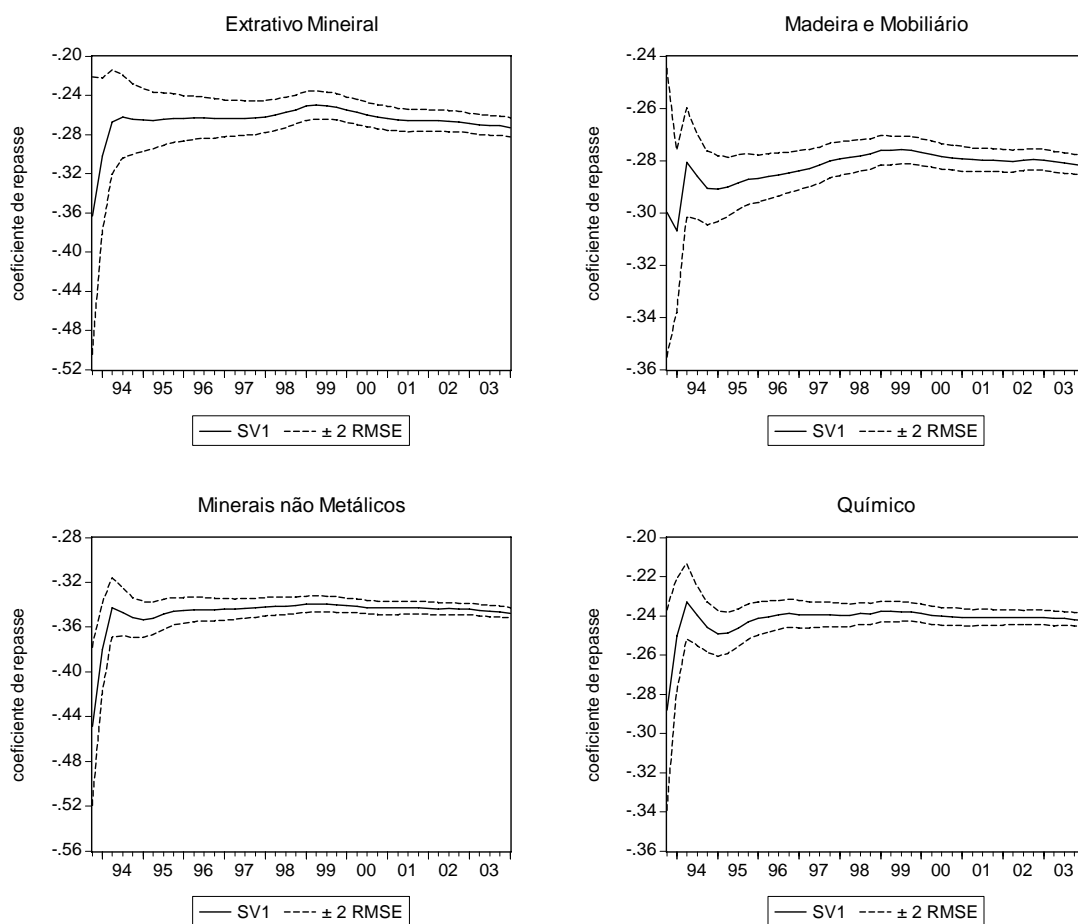 Extrativo Mineiral
-.20
-.24
-.28
-.32
-.36
-.40
-.44
-.48
-.52
coeficiente de repasse
94 95 96 97 98 99 00 01 02 03
SV1 ± 2 RMSE
Madeira e Mobiliário
-.24
-.26
-.28
-.30
-.32
-.34
-.36
coeficiente de repasse
94 95 96 97 98 99 00 01 02 03
SV1 ± 2 RMSE
Minerais não Metálicos
-.28
-.32
-.36
-.40
-.44
-.48
-.52
-.56
coeficiente de repasse
94 95 96 97 98 99 00 01 02 03
SV1 ± 2 RMSE
Químico
-.20
-.22
-.24
-.26
-.28
-.30
-.32
-.34
-.36
coeficiente de repasse
94 95 96 97 98 99 00 01 02 03
SV1 ± 2 RMSE